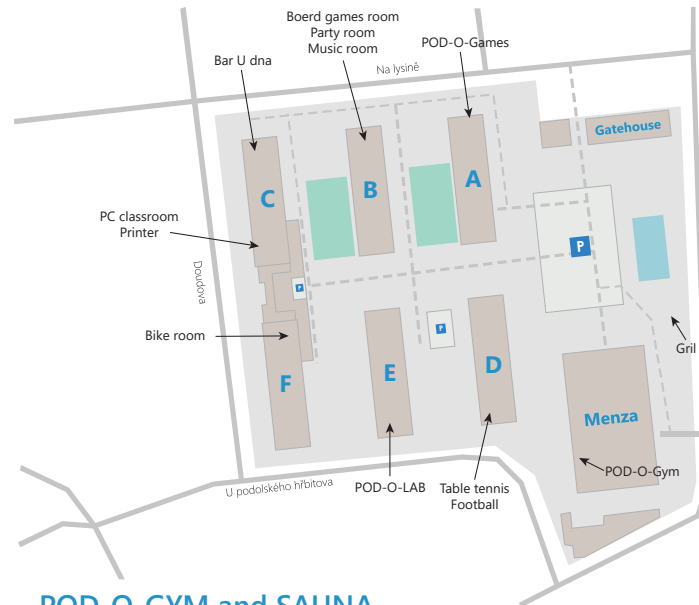 Boerd games room
Party room
Music room
POD-O-Games
Bar U dna
Na lysině
Gatehouse
A
B
C
PC classroom
Printer
P
P
Doudova
P
Bike room
Gril
D
E
F
Menza
POD-O-Gym
POD-O-LAB
Table tennis
Football
U podolského hřbitova
POD-O-GYM and SAUNA